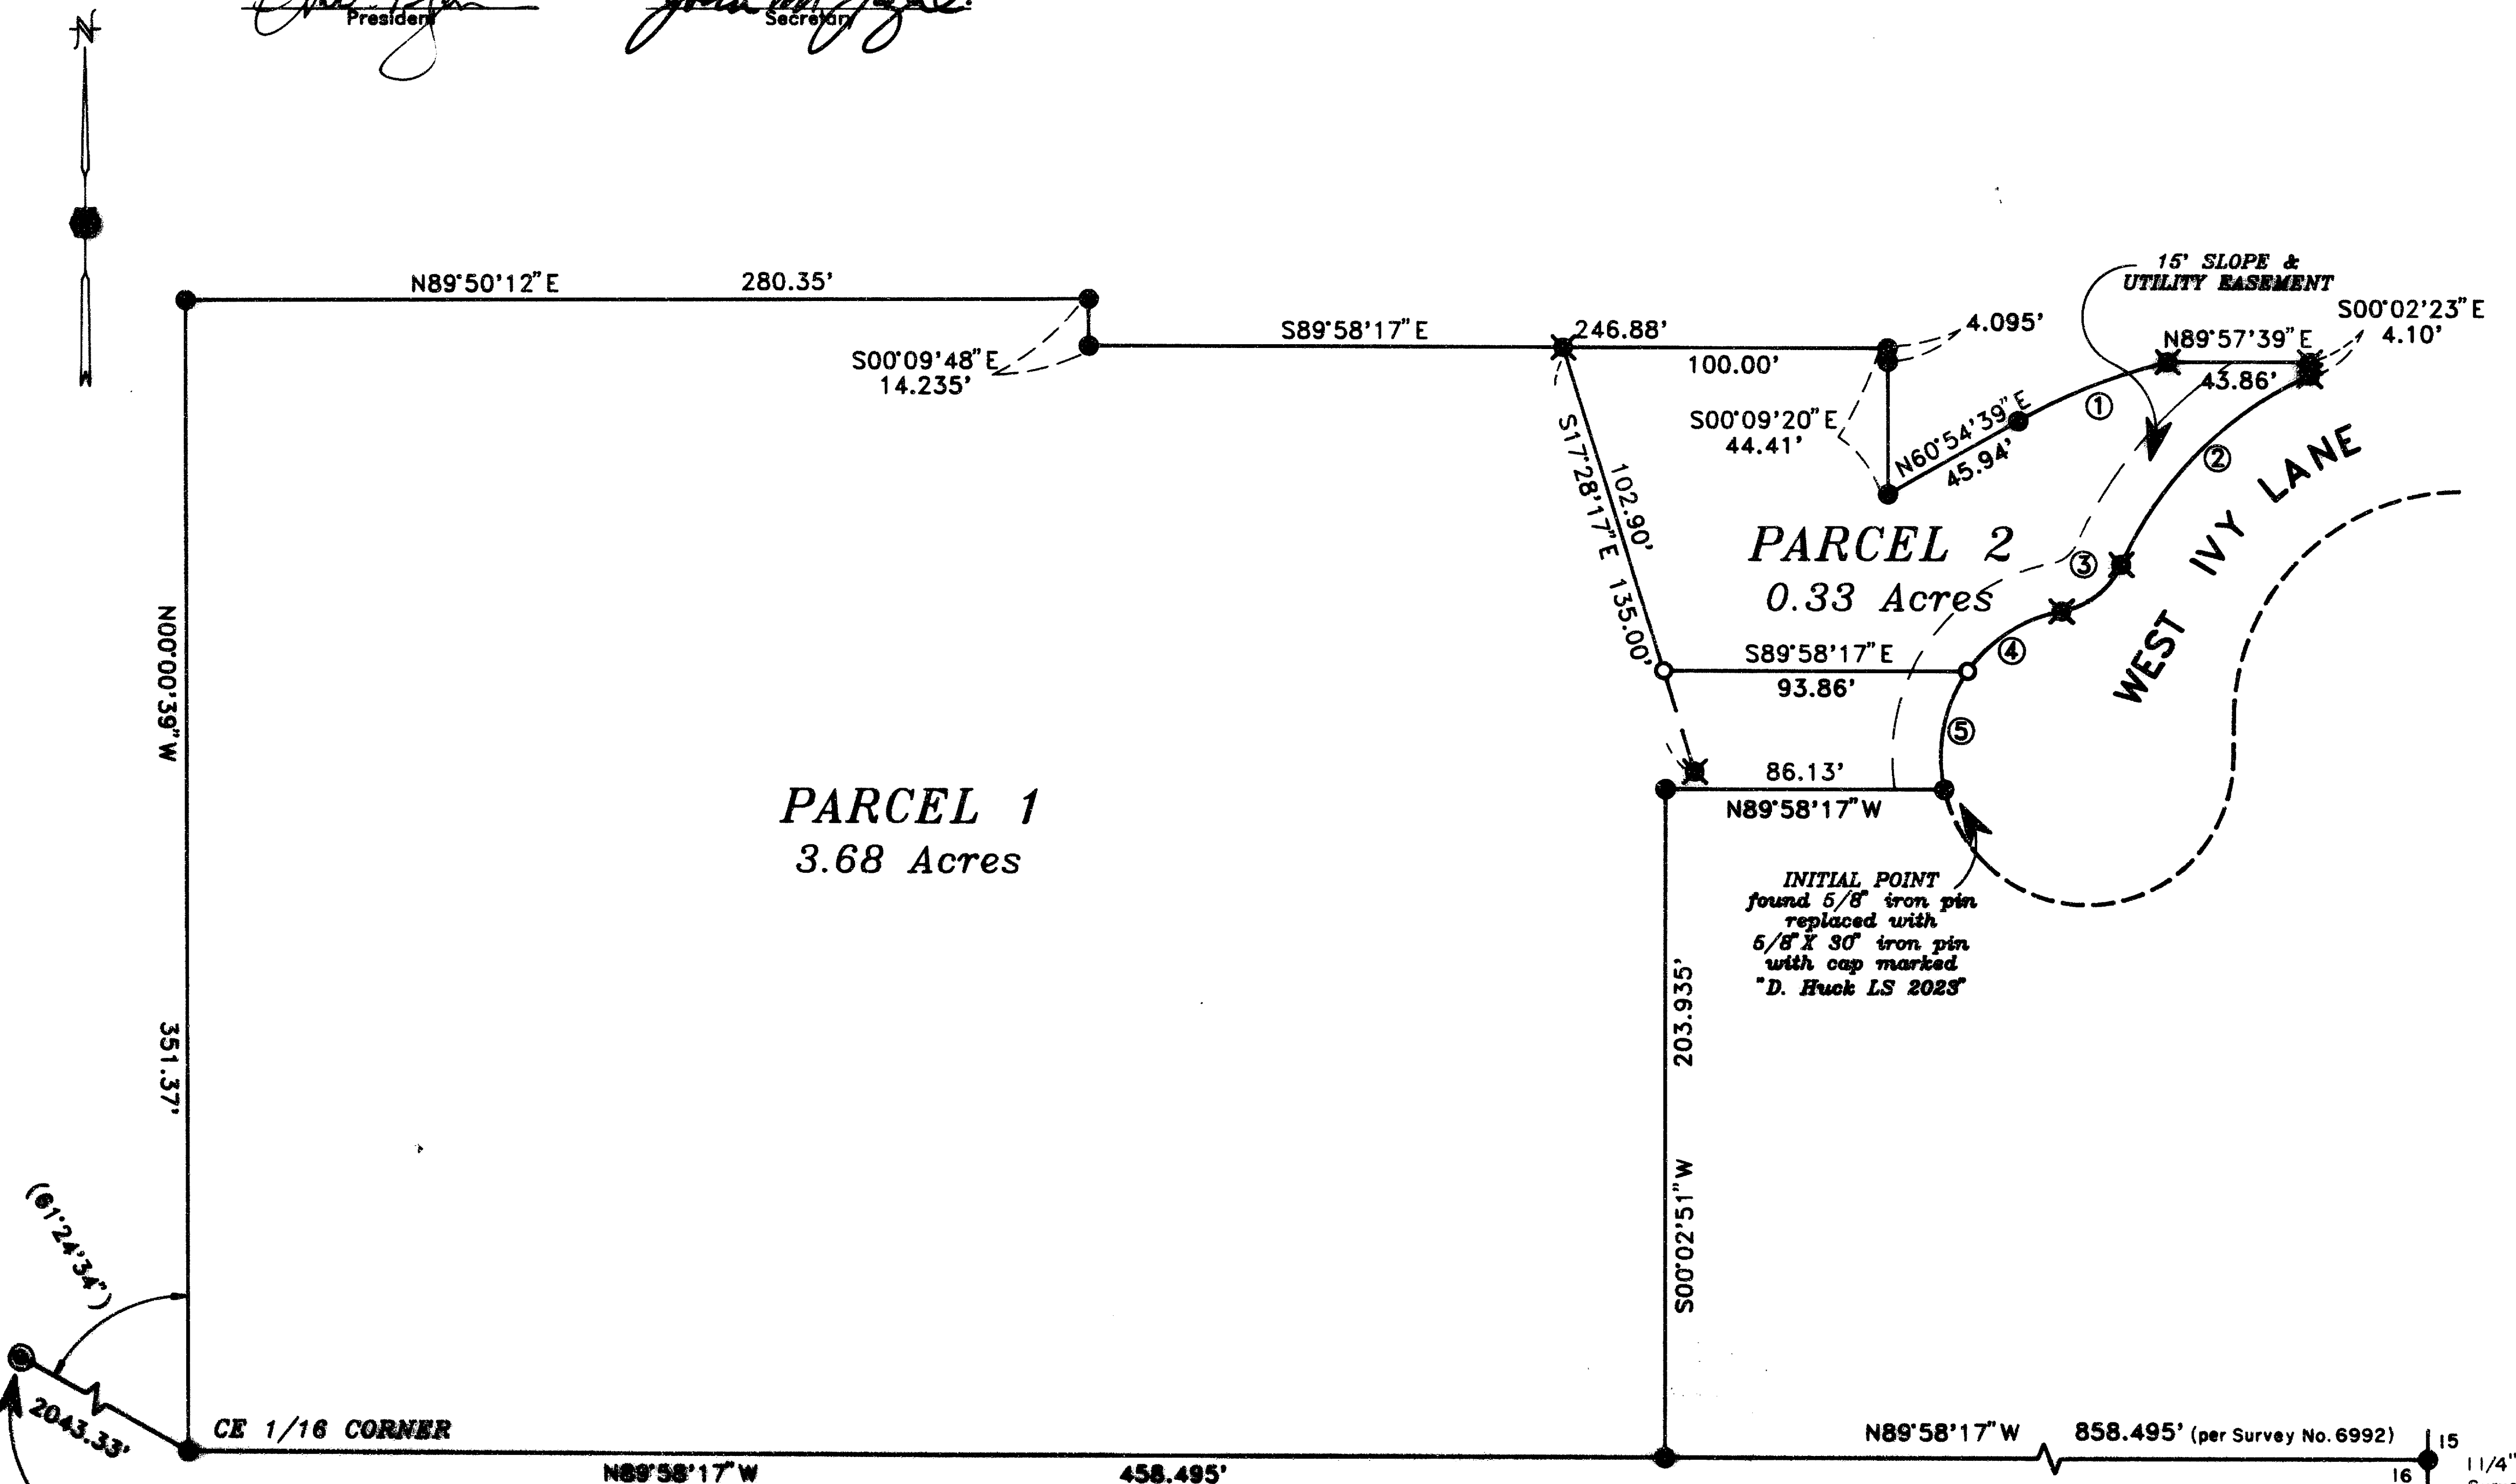 President
Secretary
N
N89°50'12"E 280.35'
S00°09'48"E
14.235'
S89°58'17"E 246.88'
100.00'
4.095'
15' SLOPE &
UTILITY EASEMENT
S00°02'23"E
4.10'
N89°57'39"E
43.86'
S00°09'20"E
44.41'
N60°54'39"E
45.94'
①
②
③
④
⑤
102.90'
S17°28'17"E 135.00'
PARCEL 2
0.33 Acres
WEST IVY LANE
S89°58'17"E
93.86'
86.13'
N89°58'17"W
N00°00'39"W 351.37'
PARCEL 1
3.68 Acres
INITIAL POINT
found 5/8" iron pin
replaced with
5/8"X 30" iron pin
with cap marked
"D. Huck LS 2023"
S00°02'51"W 203.935'
(61°24'34")
2043.33'
CE 1/16 CORNER
N89°58'17"W 458.495'
N89°58'17"W 858.495' (per Survey No. 6992)
15
16
1 1/4"